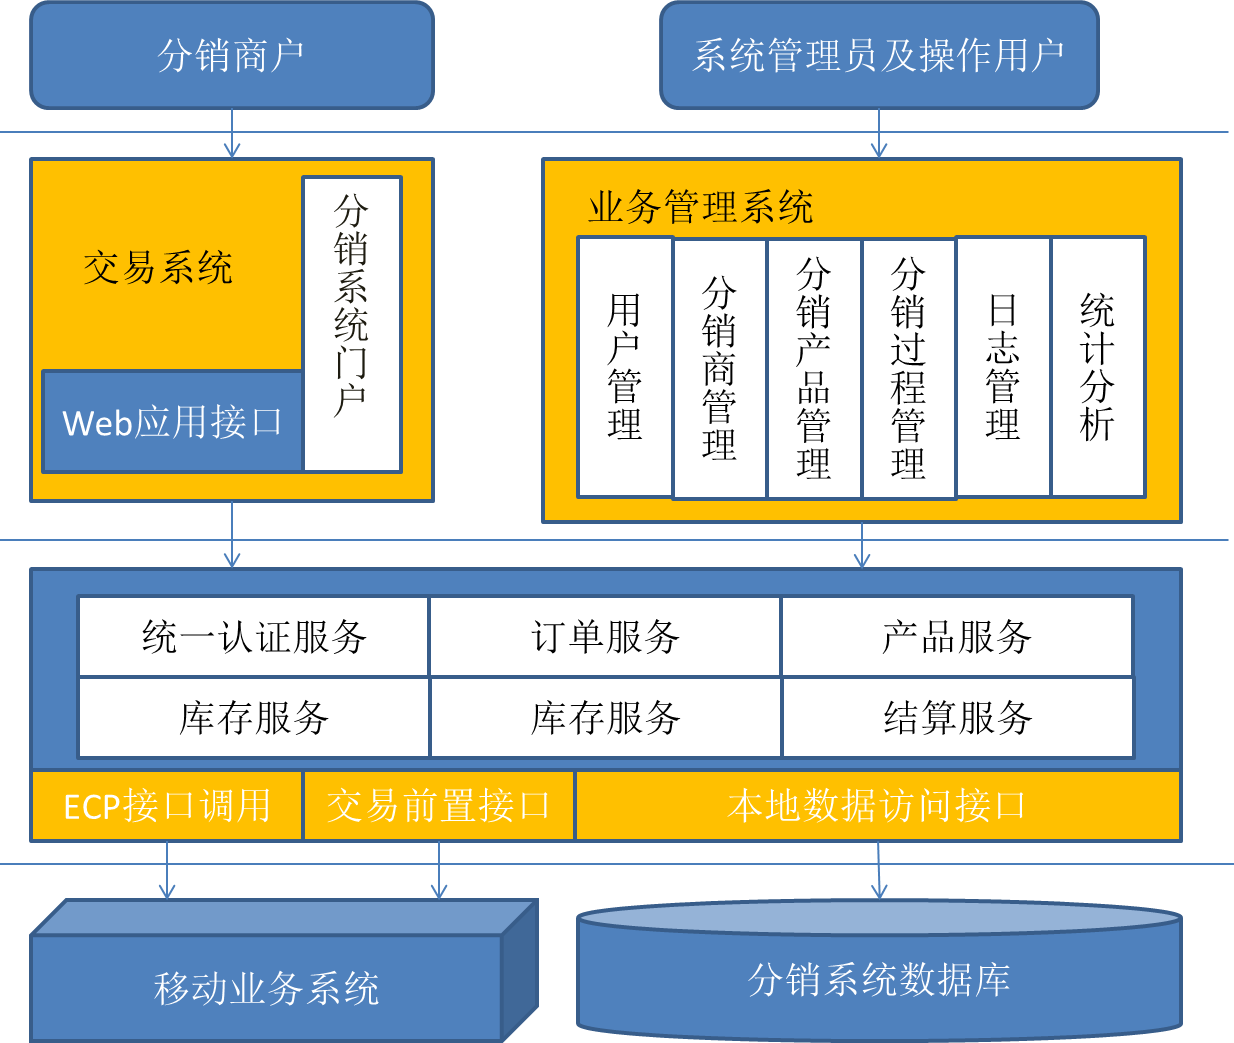 分销商户
系统管理员及操作用户
交易系统
分销系统门户
Web应用接口
业务管理系统
用户管理
分销商管理
分销产品管理
分销过程管理
日志管理
统计分析
统一认证服务
订单服务
产品服务
库存服务
库存服务
结算服务
ECP接口调用
交易前置接口
本地数据访问接口
移动业务系统
分销系统数据库